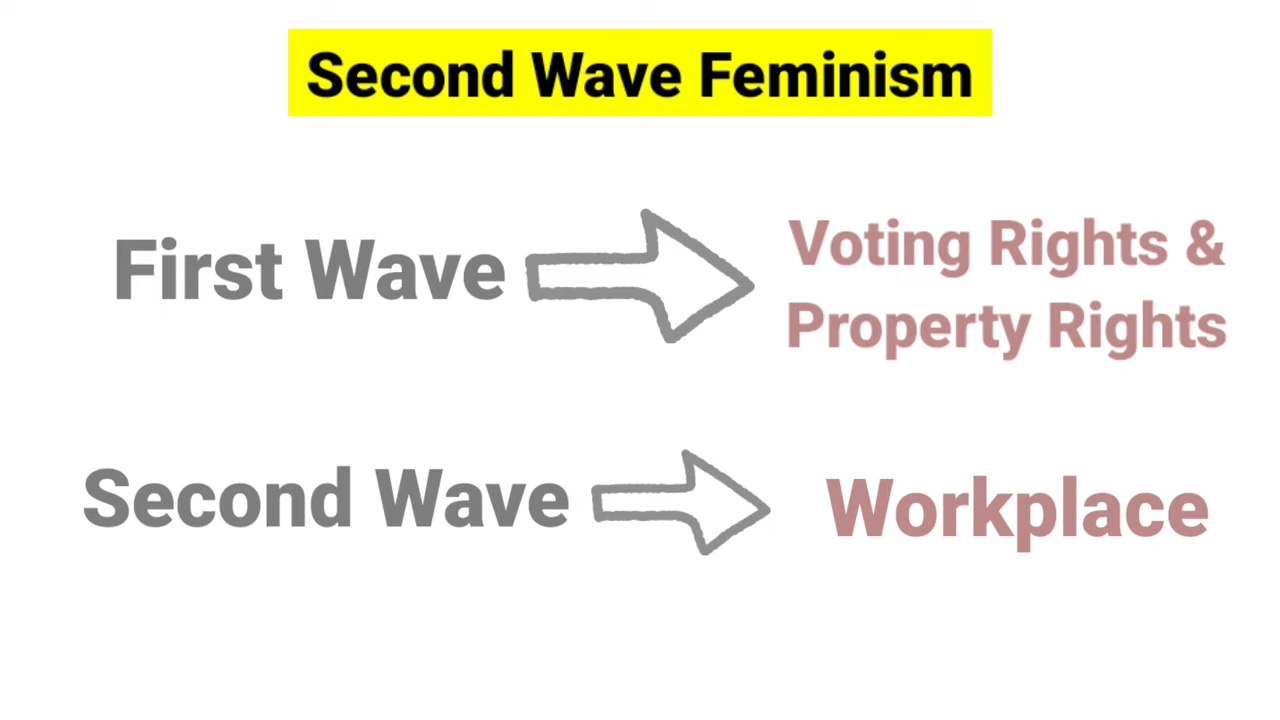 Second Wave Feminism
First Wave
Voting Rights &
Property Rights
Second Wave
Workplace